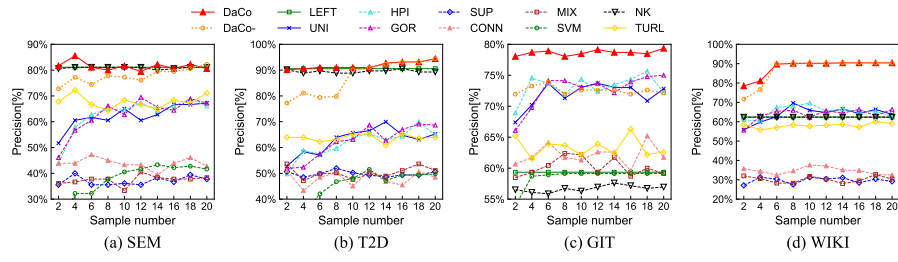 DaCo LEFT HPI SUP MIX NK
DaCo- UNI GOR CONN SVM TURL
90% 80% 70% 60% 50% 40% 30%
Precision[%]
2 4 6 8 10 12 14 16 18 20
Sample number
(a) SEM
100% 90% 80% 70% 60% 50% 40%
Precision[%]
2 4 6 8 10 12 14 16 18 20
Sample number
(b) T2D
80% 75% 70% 65% 60% 55%
Precision[%]
2 4 6 8 10 12 14 16 18 20
Sample number
(c) GIT
100% 90% 80% 70% 60% 50% 40% 30% 20%
Precision[%]
2 4 6 8 10 12 14 16 18 20
Sample number
(d) WIKI